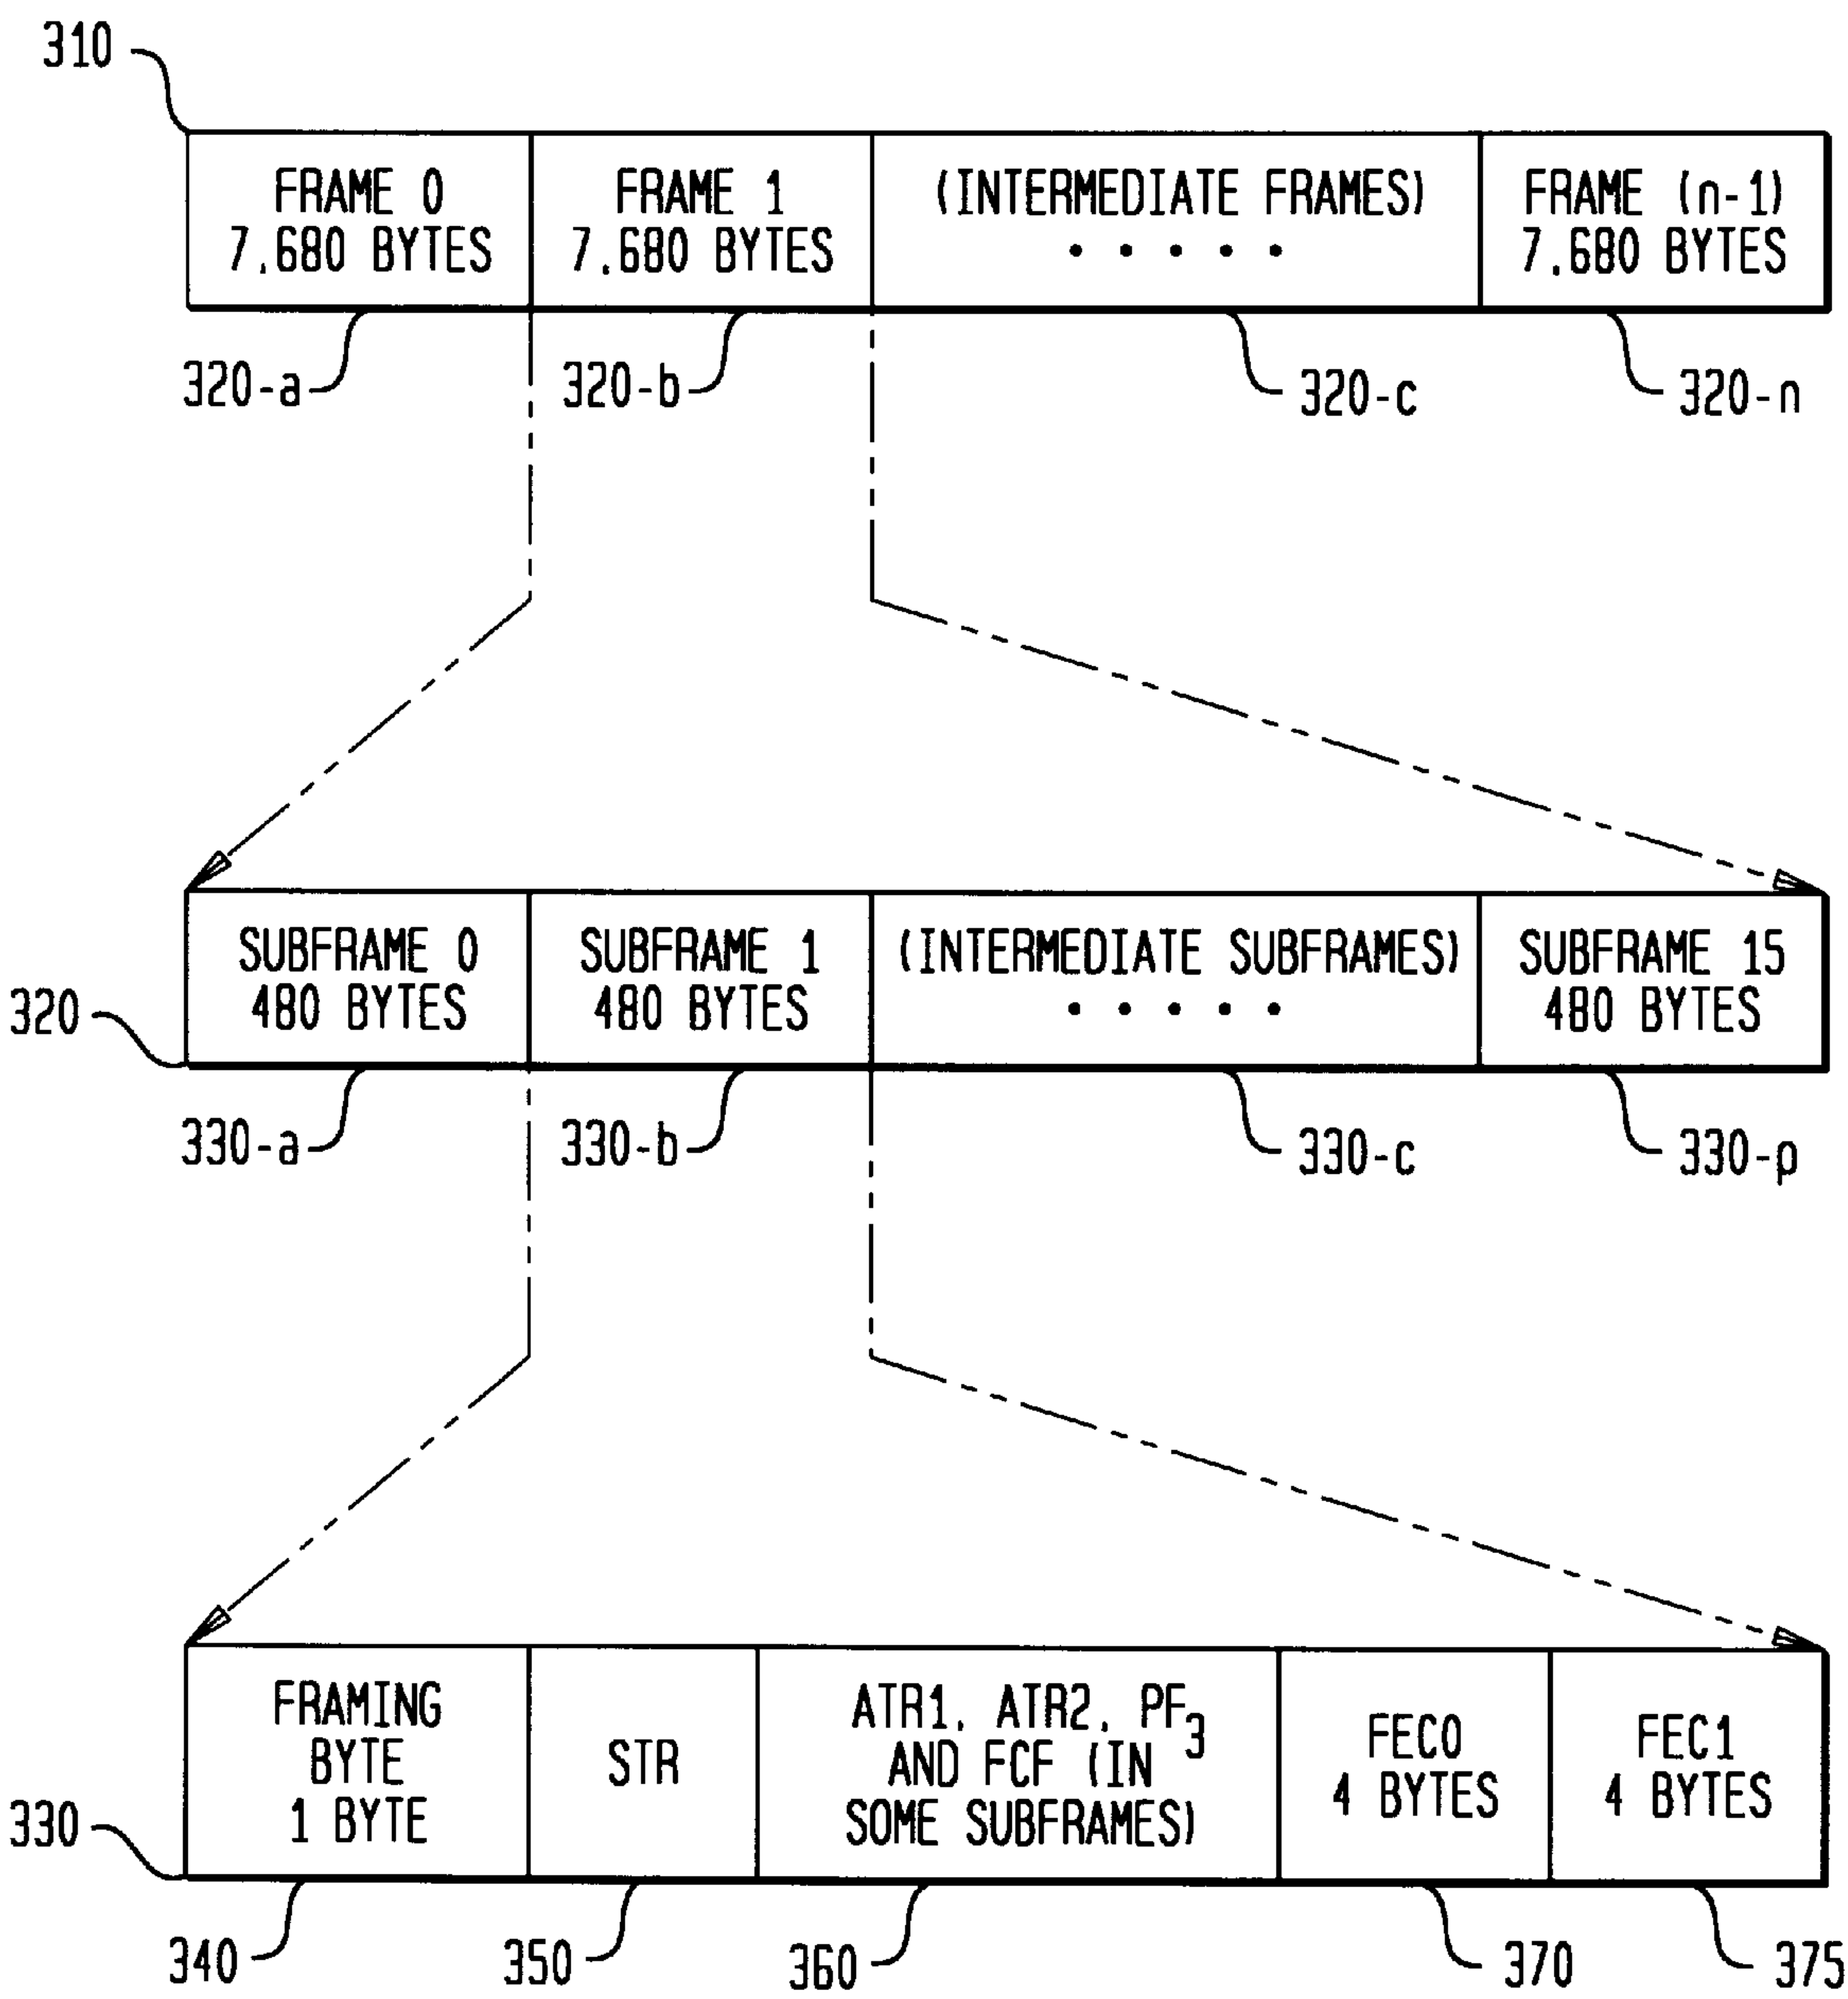 310
FRAME 0
7,680 BYTES
FRAME 1
7,680 BYTES
(INTERMEDIATE FRAMES)
• • • • •
FRAME (n-1)
7,680 BYTES
320-a
320-b
320-c
320-n
SUBFRAME 0
480 BYTES
SUBFRAME 1
480 BYTES
(INTERMEDIATE SUBFRAMES)
• • • • •
SUBFRAME 15
480 BYTES
320
330-a
330-b
330-c
330-p
FRAMING
BYTE
1 BYTE
STR
ATR1, ATR2, PF3
AND FCF (IN
SOME SUBFRAMES)
FEC0
4 BYTES
FEC1
4 BYTES
330
340
350
360
370
375